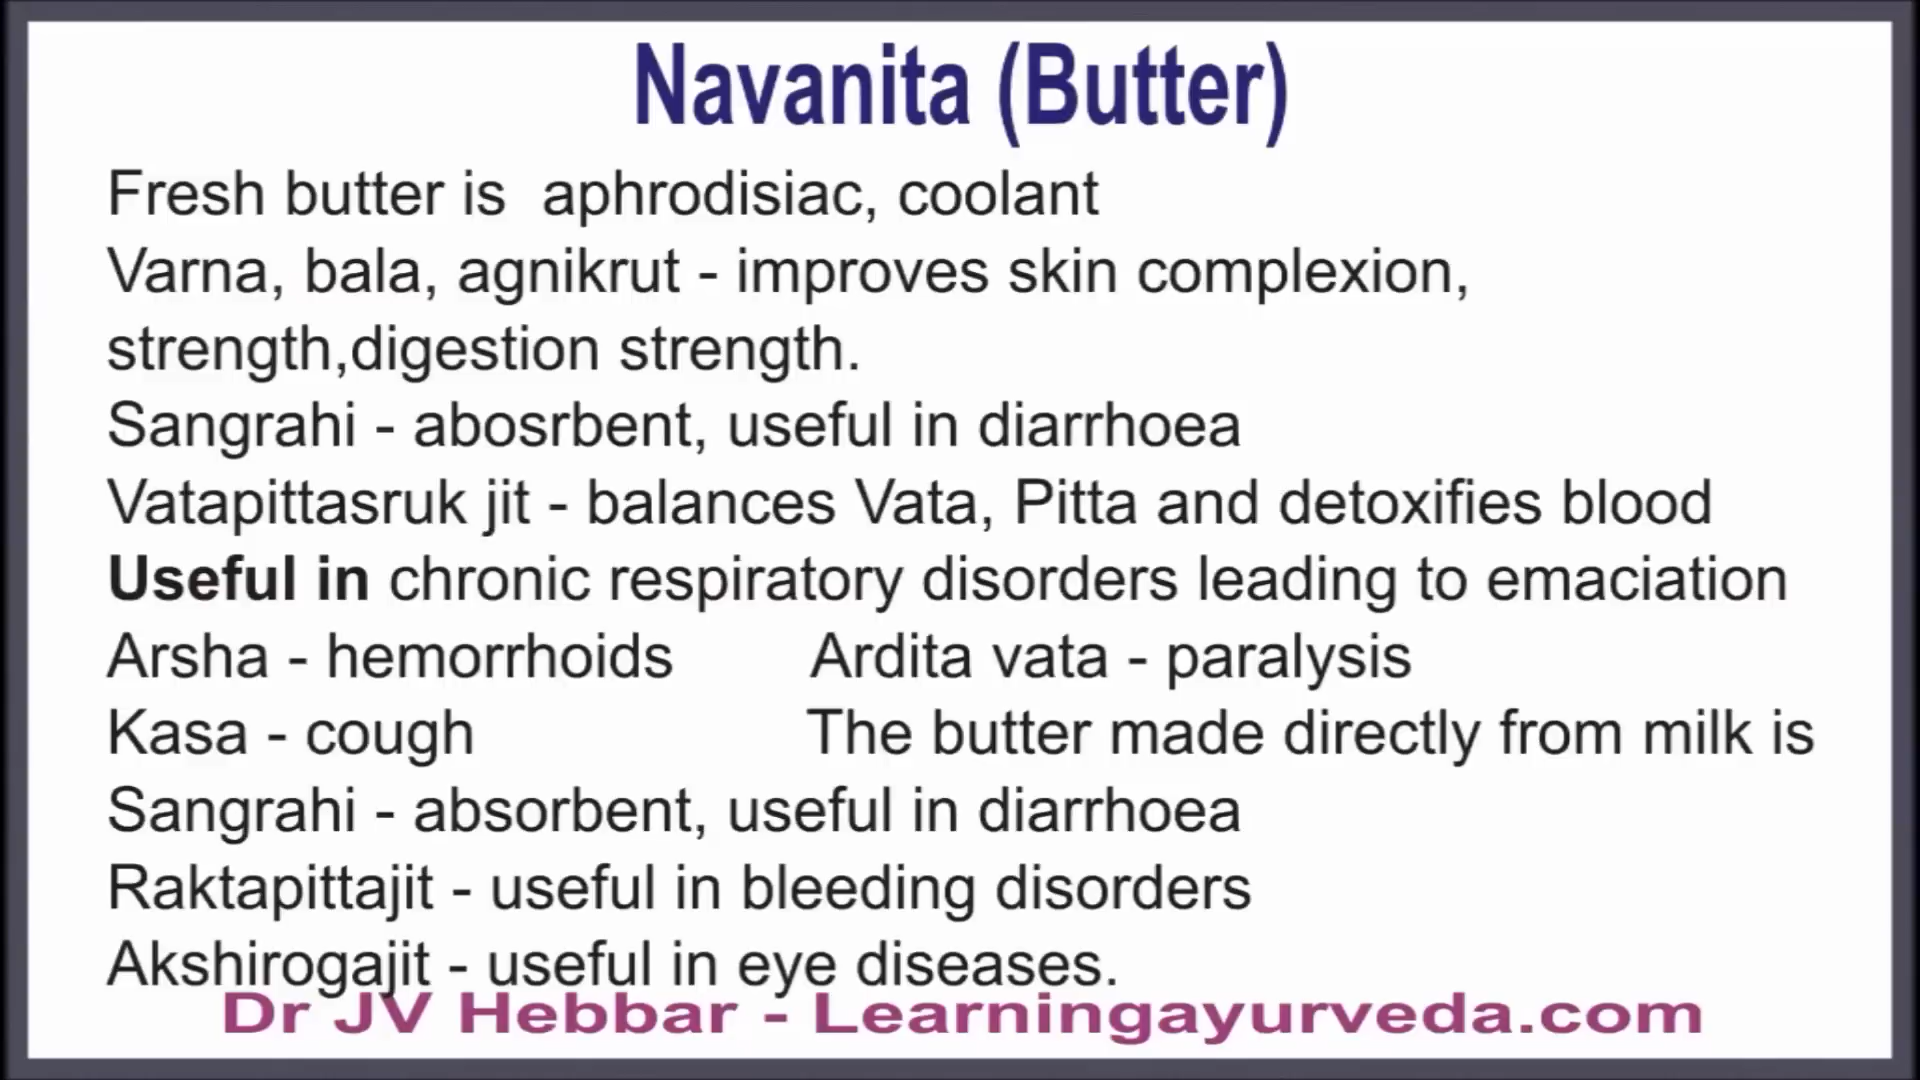 Navanita (Butter)
Fresh butter is  aphrodisiac, coolant
Varna, bala, agnikrut - improves skin complexion,
strength,digestion strength.
Sangrahi - abosrbent, useful in diarrhoea
Vatapittasruk jit - balances Vata, Pitta and detoxifies blood
Useful in chronic respiratory disorders leading to emaciation
Arsha - hemorrhoids Ardita vata - paralysis
Kasa - cough The butter made directly from milk is
Sangrahi - absorbent, useful in diarrhoea
Raktapittajit - useful in bleeding disorders
Akshirogajit - useful in eye diseases.
Dr JV Hebbar - Learningayurveda.com